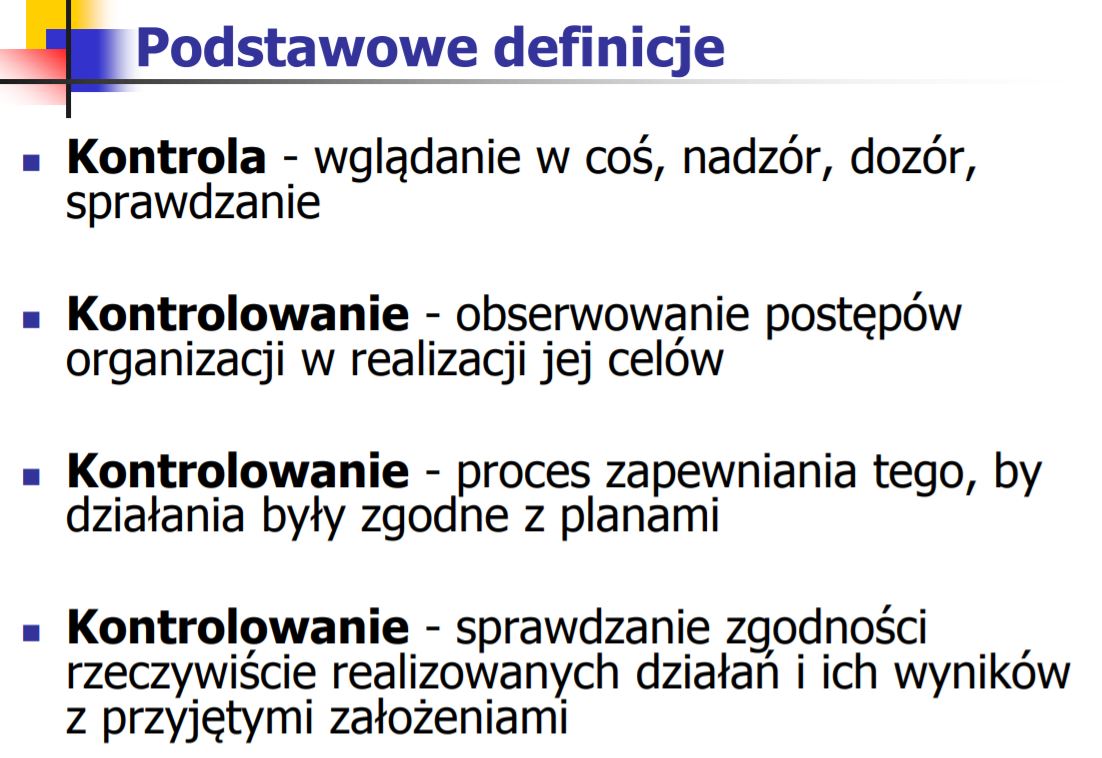 Podstawowe definicje
Kontrola - wglądanie w coś, nadzór, dozór,
sprawdzanie
Kontrolowanie - obserwowanie postępów
organizacji w realizacji jej celów
Kontrolowanie - proces zapewniania tego, by
działania były zgodne z planami
Kontrolowanie - sprawdzanie zgodności
rzeczywiście realizowanych działań i ich wyników
z przyjętymi założeniami